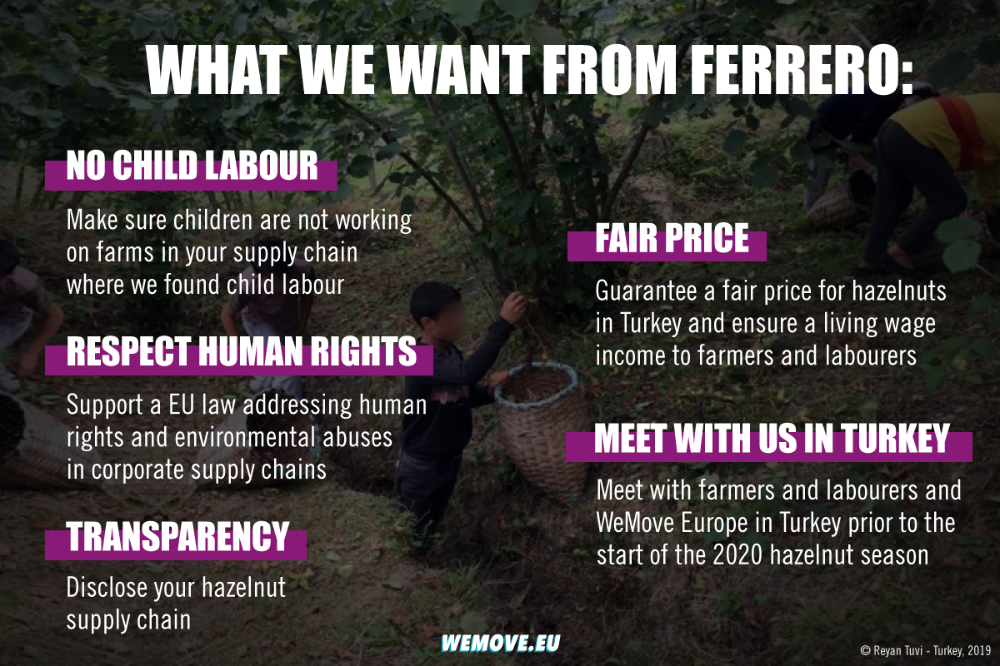 WHAT WE WANT FROM FERRERO:
NO CHILD LABOUR
Make sure children are not working
on farms in your supply chain
where we found child labour
RESPECT HUMAN RIGHTS
Support a EU law addressing human
rights and environmental abuses
in corporate supply chains
TRANSPARENCY
Disclose your hazelnut
supply chain
FAIR PRICE
Guarantee a fair price for hazelnuts
in Turkey and ensure a living wage
income to farmers and labourers
MEET WITH US IN TURKEY
Meet with farmers and labourers and
WeMove Europe in Turkey prior to the
start of the 2020 hazelnut season
WEMOVE.EU
© Reyan Tuvi - Turkey, 2019